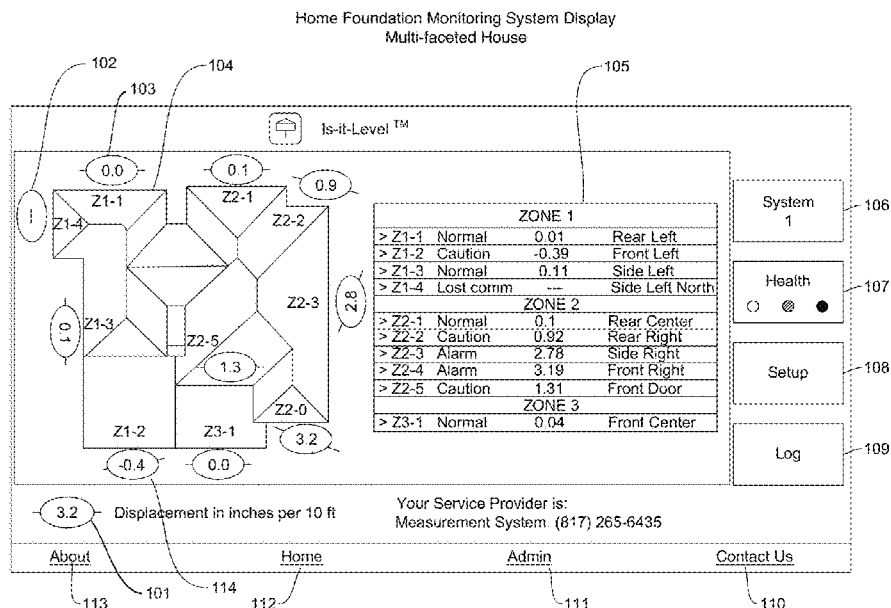 Home Foundation Monitoring System Display
Multi-faceted House
102
103
104
105
Is-it-Level ™
0.0
0.1
0.9
---
Z1-1
Z2-1
Z1-4
Z2-2
Z2-3
2.8
0.1
Z1-3
Z2-5
1.3
Z2-0
Z1-2
Z3-1
3.2
-0.4
0.0
ZONE 1
> Z1-1 Normal 0.01 Rear Left
> Z1-2 Caution -0.39 Front Left
> Z1-3 Normal 0.11 Side Left
> Z1-4 Lost comm --- Side Left North
ZONE 2
> Z2-1 Normal 0.1 Rear Center
> Z2-2 Caution 0.92 Rear Right
> Z2-3 Alarm 2.78 Side Right
> Z2-4 Alarm 3.19 Front Right
> Z2-5 Caution 1.31 Front Door
ZONE 3
> Z3-1 Normal 0.04 Front Center
System
1
106
Health
107
Setup
108
Log
109
3.2 Displacement in inches per 10 ft
Your Service Provider is:
Measurement System (817) 265-6435
About
Home
Admin
Contact Us
113
101
114
112
111
110